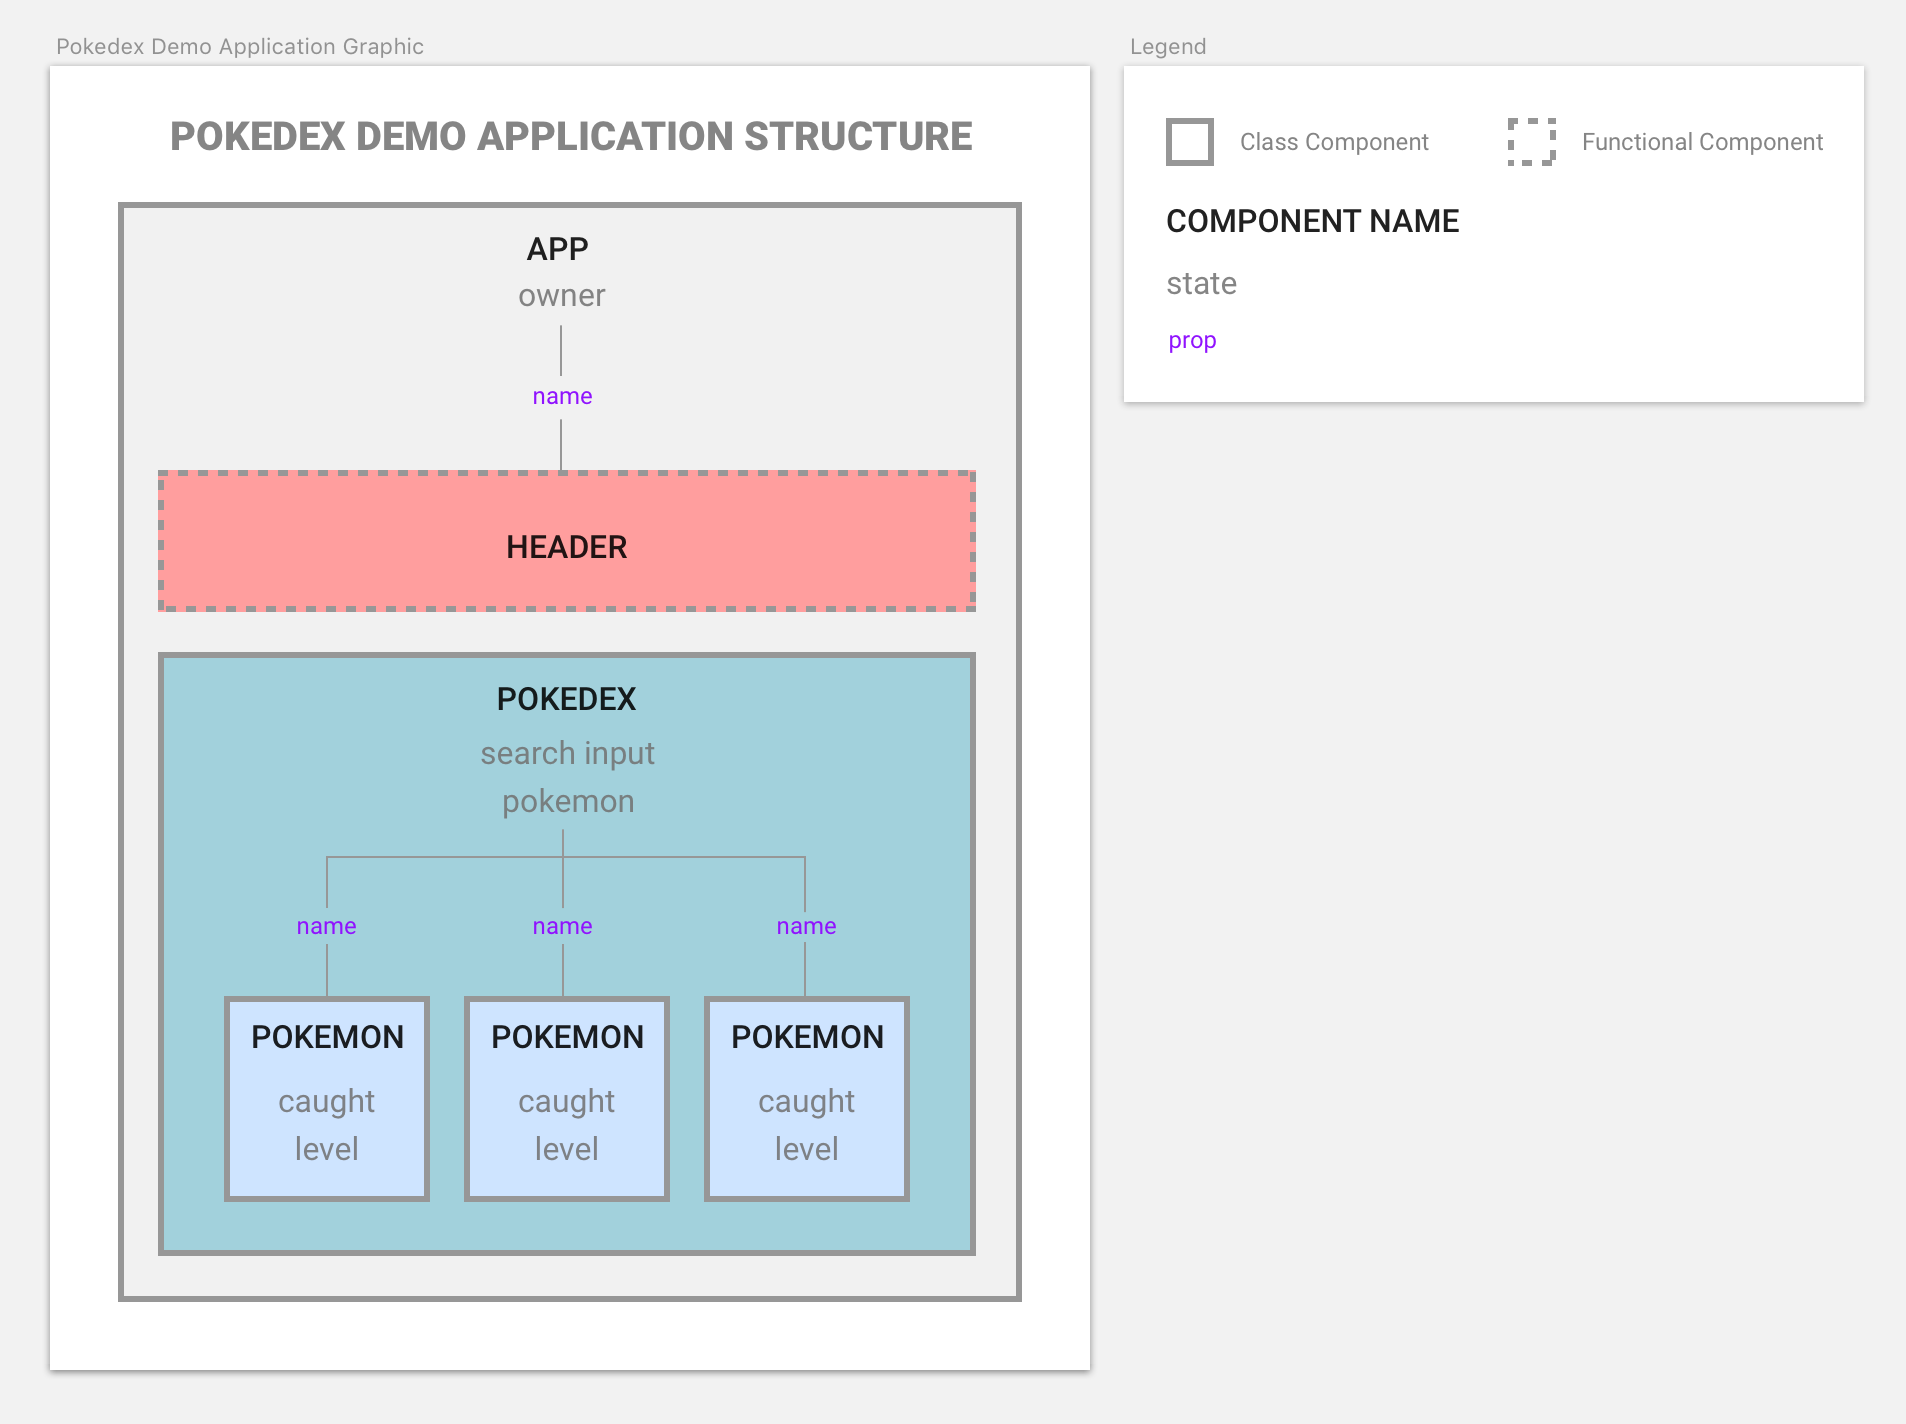 Pokedex Demo Application Graphic
POKEDEX DEMO APPLICATION STRUCTURE
APP
owner
name
HEADER
POKEDEX
search input
pokemon
name name name
POKEMON POKEMON POKEMON
caught caught caught
level level level
Legend
Class Component Functional Component
COMPONENT NAME
state
prop